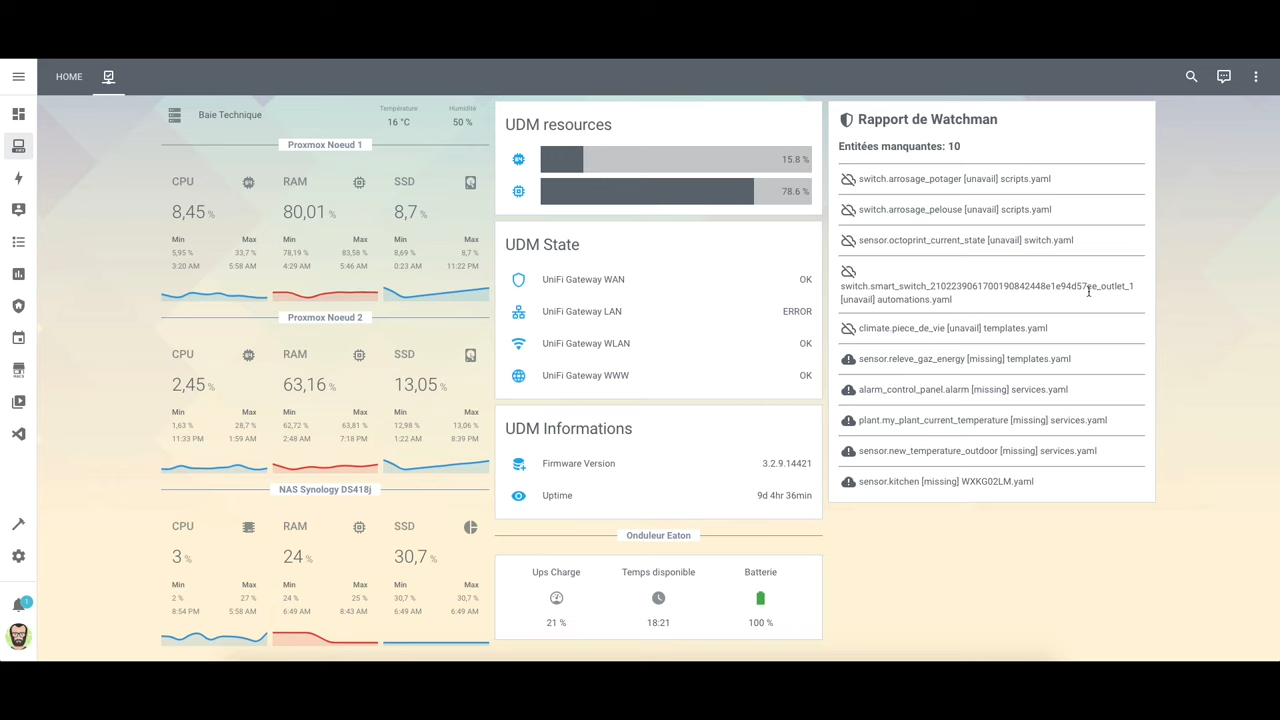 HOME
Baie Technique
Température
16 °C
Humidité
50 %
Proxmox Noeud 1
CPU
8,45 %
Min
Max
5,95 %
33,7 %
3:20 AM
5:58 AM
RAM
80,01 %
Min
Max
78,19 %
83,58 %
4:29 AM
5:46 AM
SSD
8,7 %
Min
Max
8,69 %
8,7 %
0:23 AM
11:22 PM
Proxmox Noeud 2
CPU
2,45 %
Min
Max
1,63 %
28,7 %
11:33 PM
1:59 AM
RAM
63,16 %
Min
Max
62,72 %
63,81 %
2:48 AM
7:18 PM
SSD
13,05 %
Min
Max
13,05 %
13,06 %
1:22 AM
8:39 PM
NAS Synology DS418j
CPU
3 %
Min
Max
2 %
27 %
8:54 PM
5:58 AM
RAM
24 %
Min
Max
24 %
25 %
6:49 AM
8:43 AM
SSD
30,7 %
Min
Max
30,7 %
30,7 %
6:49 AM
6:49 AM
UDM resources
15.8 %
78.6 %
UDM State
UniFi Gateway WAN OK
UniFi Gateway LAN ERROR
UniFi Gateway WLAN OK
UniFi Gateway WWW OK
UDM Informations
Firmware Version 3.2.9.14421
Uptime 9d 4hr 36min
Onduleur Eaton
Ups Charge
21 %
Temps disponible
18:21
Batterie
100 %
Rapport de Watchman
Entitées manquantes: 10
switch.arrosage_potager [unavail] scripts.yaml
switch.arrosage_pelouse [unavail] scripts.yaml
sensor.octoprint_current_state [unavail] switch.yaml
switch.smart_switch_2102239061700190842448e1e94d57ee_outlet_1
[unavail] automations.yaml
climate.piece_de_vie [unavail] templates.yaml
sensor.releve_gaz_energy [missing] templates.yaml
alarm_control_panel.alarm [missing] services.yaml
plant.my_plant_current_temperature [missing] services.yaml
sensor.new_temperature_outdoor [missing] services.yaml
sensor.kitchen [missing] WXKG02LM.yaml
1